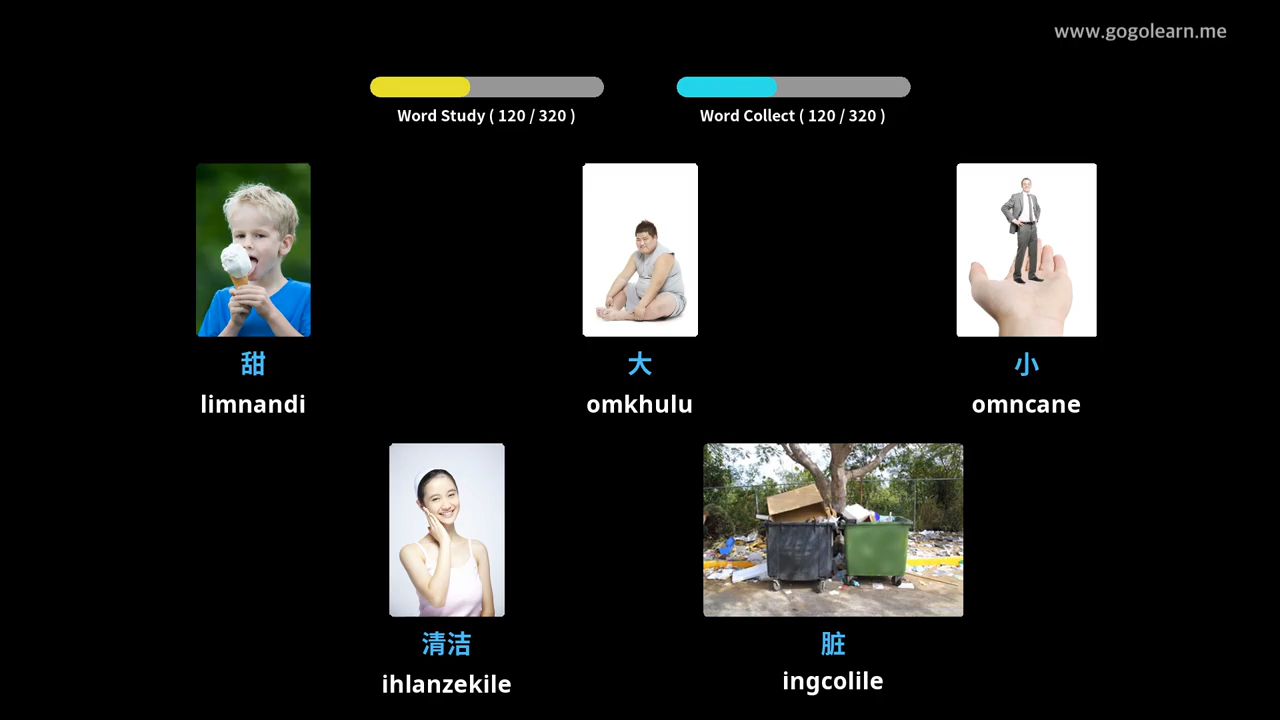 www.gogolearn.me
Word Study ( 120 / 320 )
Word Collect ( 120 / 320 )
甜
大
小
limnandi
omkhulu
omncane
清洁
脏
ihlanzekile
ingcolile